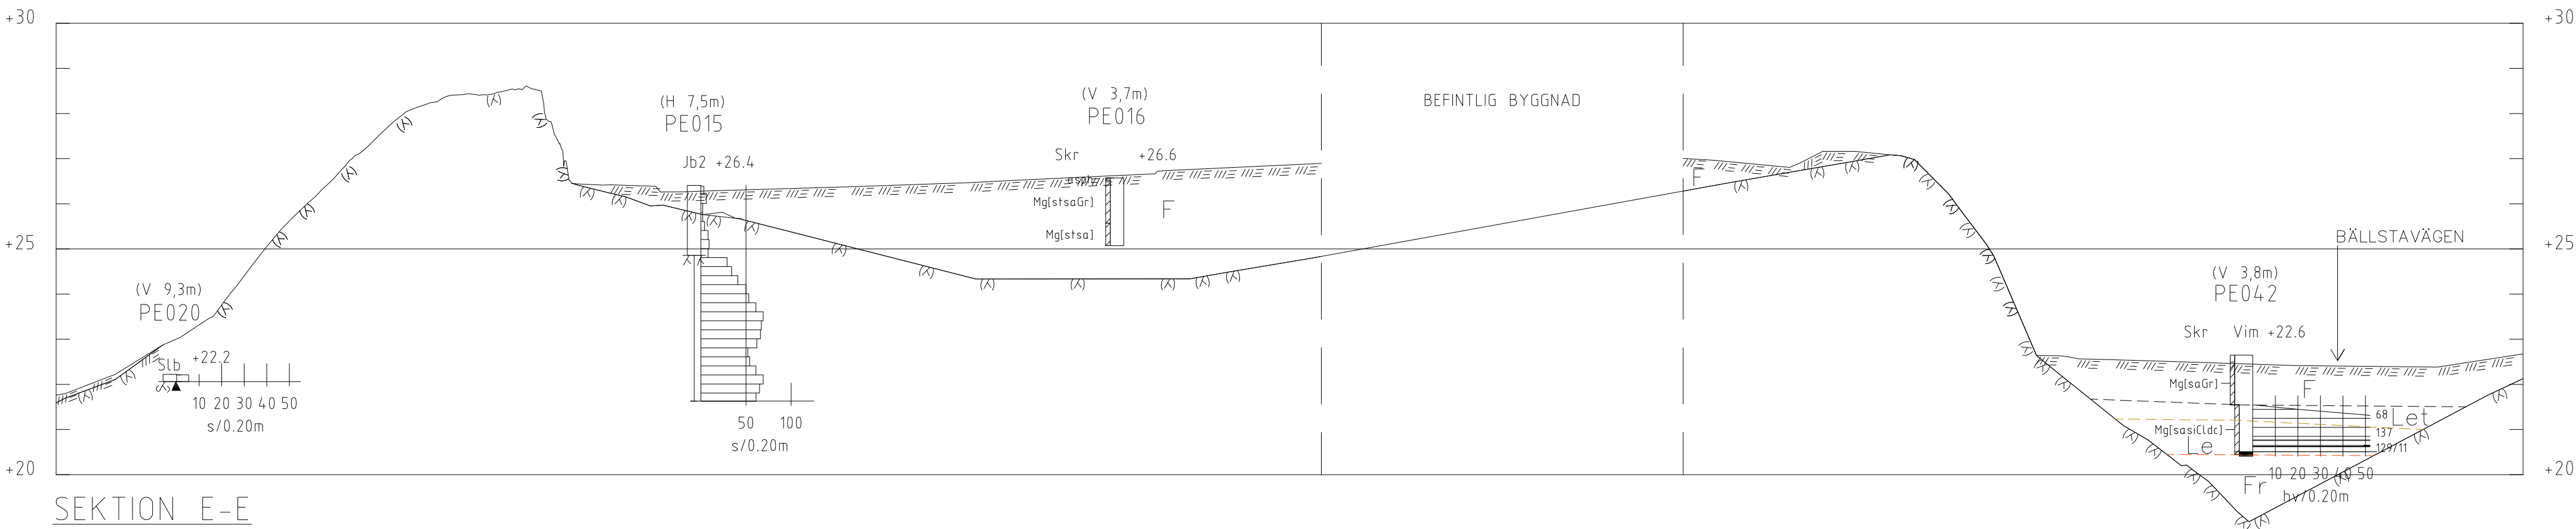 +30
+30
(H 7,5m)
PE015
Jb2 +26.4
(V 3,7m)
PE016
Skr +26.6
asph
Mg[stsaGr]
Mg[stsa]
F
BEFINTLIG BYGGNAD
F
+25
+25
BÄLLSTAVÄGEN
(V 9,3m)
PE020
Slb +22.2
10 20 30 40 50
s/0.20m
50 100
s/0.20m
(V 3,8m)
PE042
Skr Vim +22.6
Mg[saGr]
F
68
Let
Mg[sasiCldc]
137
Le
129/11
+20
+20
10 20 30 40 50
Fr
hv/0.20m
SEKTION E-E